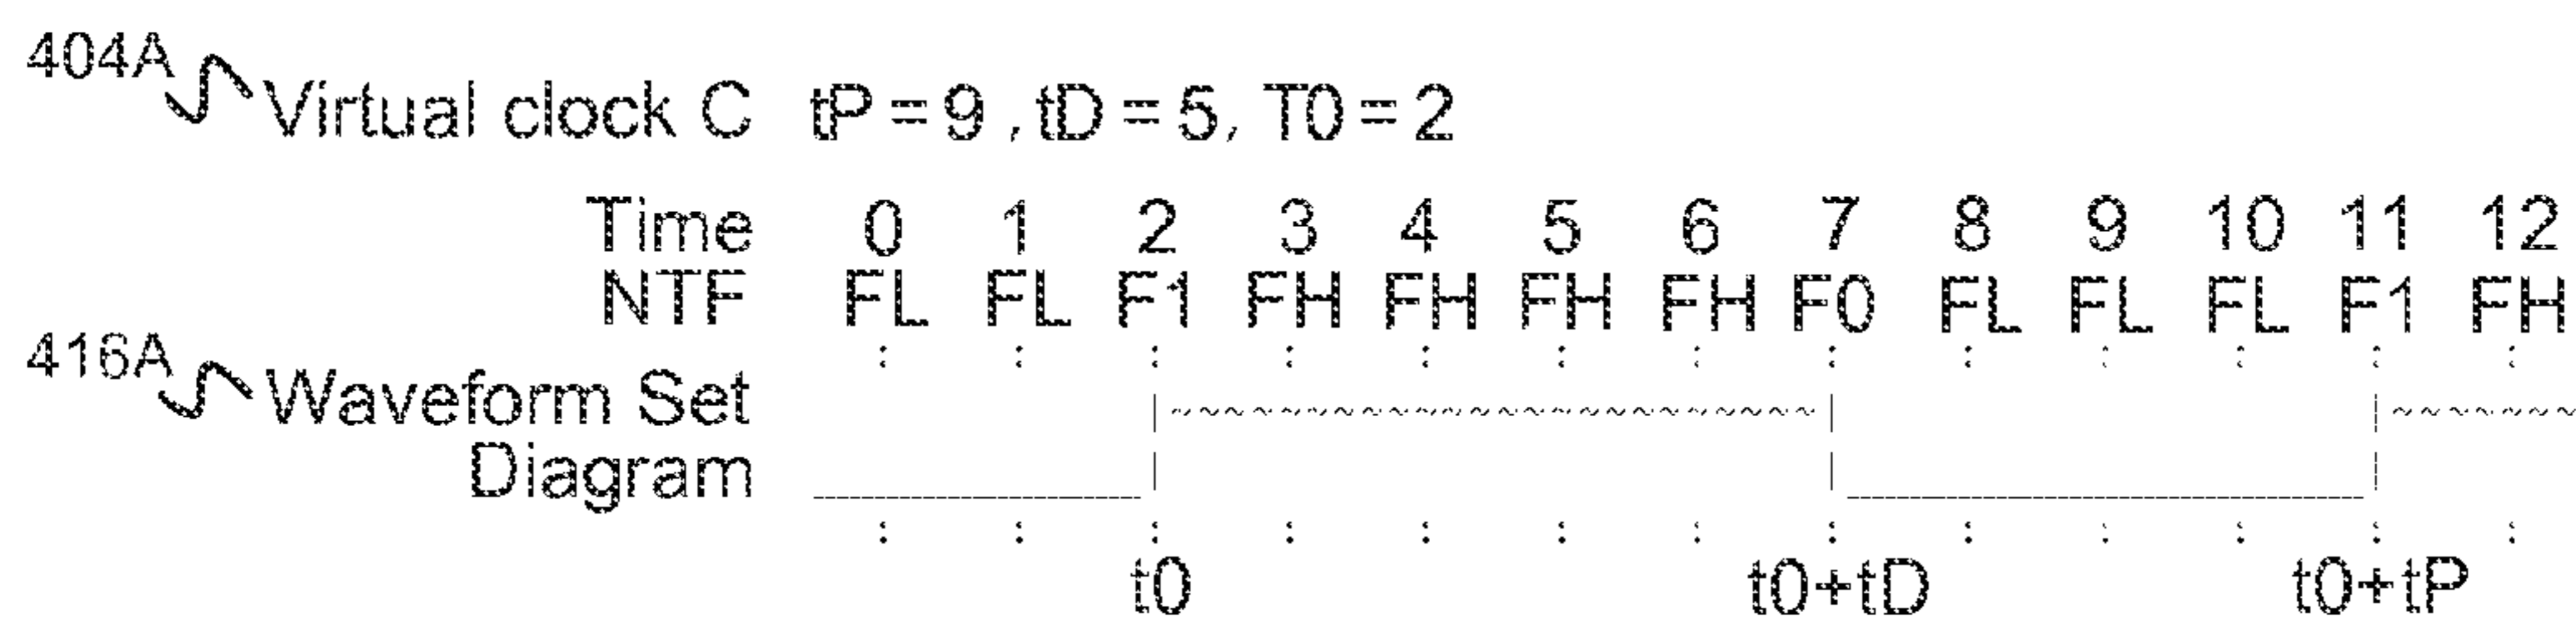 404A
Virtual clock C tP = 9 , tD = 5, T0 = 2
Time 0 1 2 3 4 5 6 7 8 9 10 11 12
NTF FL FL F1 FH FH FH FH F0 FL FL FL F1 FH
416A
Waveform Set
Diagram
t0 t0+tD t0+tP